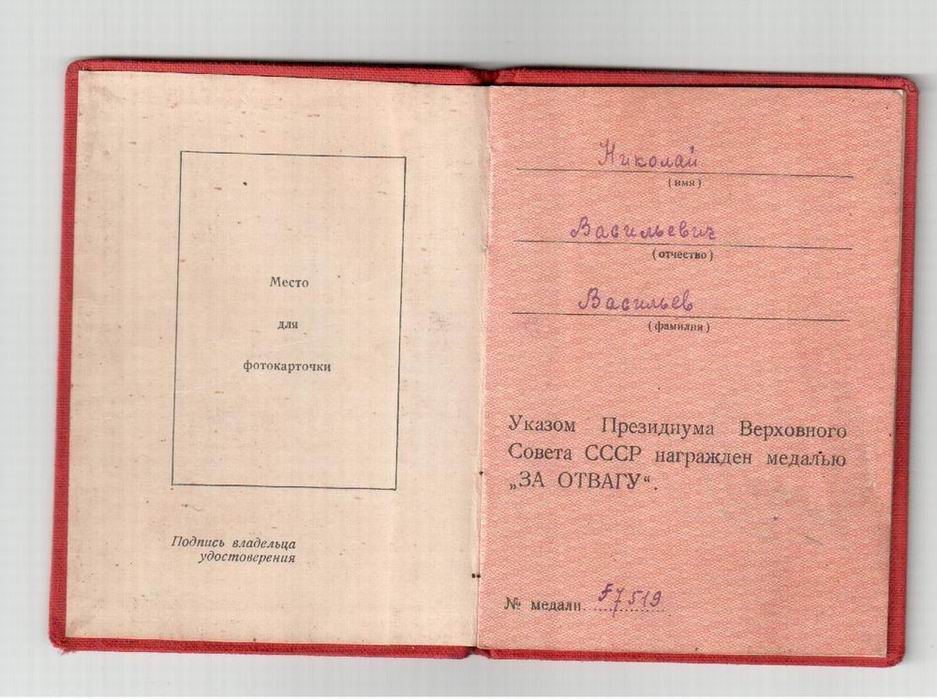 Место
для
фотокарточки
Подпись владельца
удостоверения
Николай
(имя)
Васильевич
(отчество)
Васильев
(фамилия)
Указом Президиума Верховного
Совета СССР награжден медалью
„ЗА ОТВАГУ“.
№ медали